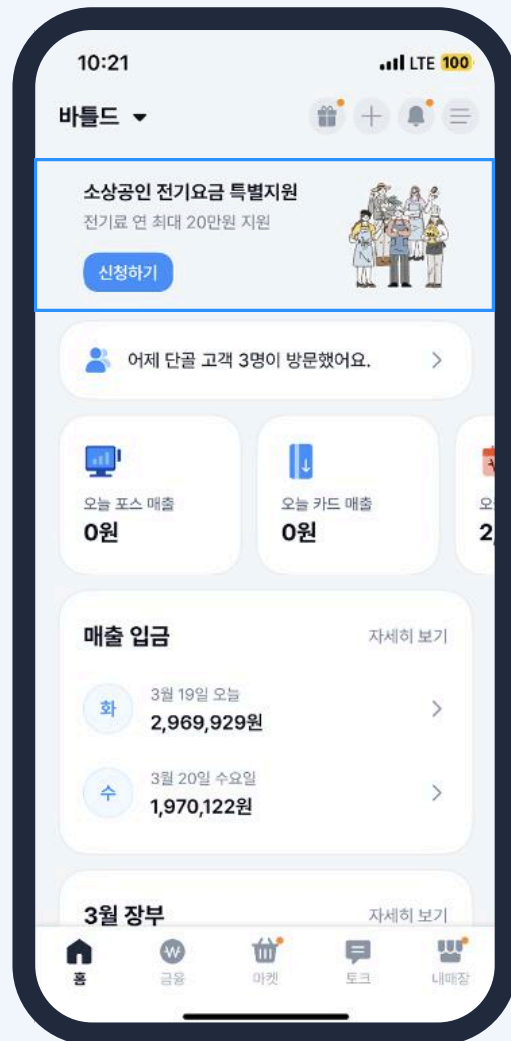 10:21
LTE 100
바틀드
소상공인 전기요금 특별지원
전기료 연 최대 20만원 지원
신청하기
어제 단골 고객 3명이 방문했어요.
오늘 포스 매출
0원
오늘 카드 매출
0원
오
2,
매출 입금
자세히 보기
화
3월 19일 오늘
2,969,929원
수
3월 20일 수요일
1,970,122원
3월 장부
자세히 보기
홈
금융
마켓
토크
내매장